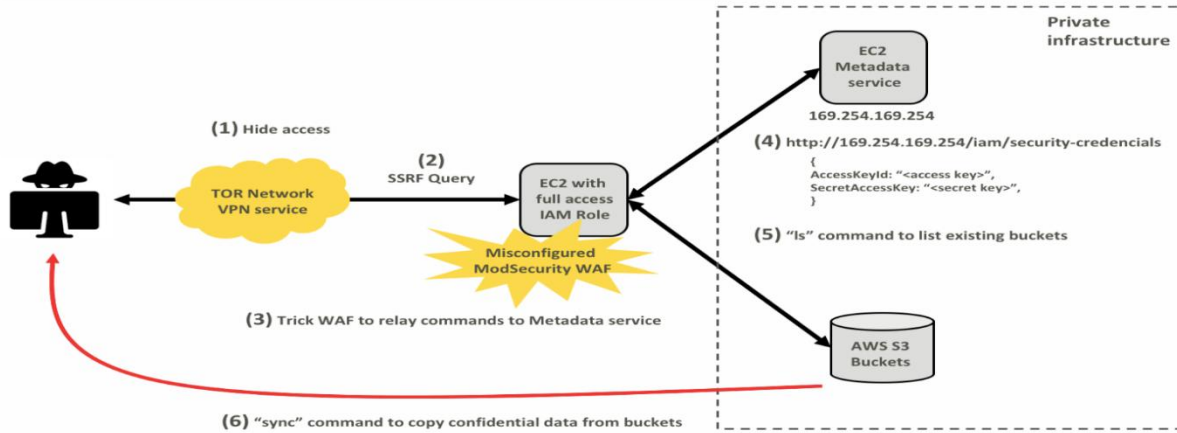 Private
infrastructure
EC2
Metadata
service
169.254.169.254
(1) Hide access
(2)
SSRF Query
(4) http://169.254.169.254/iam/security-credencials
{
AccessKeyId: “<access key>”,
SecretAccessKey: “<secret key>”,
}
TOR Network
VPN service
EC2 with
full access
IAM Role
Misconfigured
ModSecurity WAF
(5) “ls” command to list existing buckets
(3) Trick WAF to relay commands to Metadata service
AWS S3
Buckets
(6) “sync” command to copy confidential data from buckets